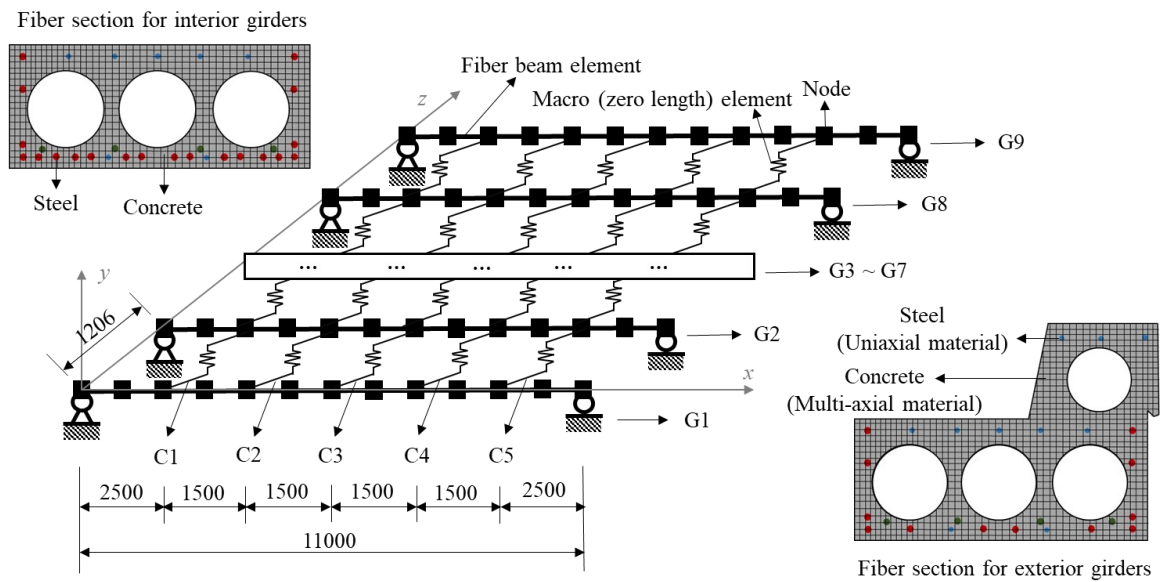 Fiber section for interior girders
Steel
Concrete
Fiber beam element
Macro (zero length) element
Node
z
G9
G8
...
...
...
...
...
G3 ~ G7
y
1206
G2
x
G1
C1
C2
C3
C4
C5
2500
1500
1500
1500
1500
2500
11000
Steel
(Uniaxial material)
Concrete
(Multi-axial material)
Fiber section for exterior girders